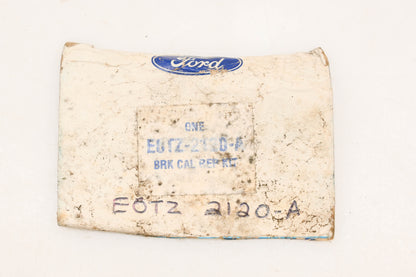 Ford
ONE
E0TZ-2120-A
BRK CAL REP KIT
E0TZ 2120-A